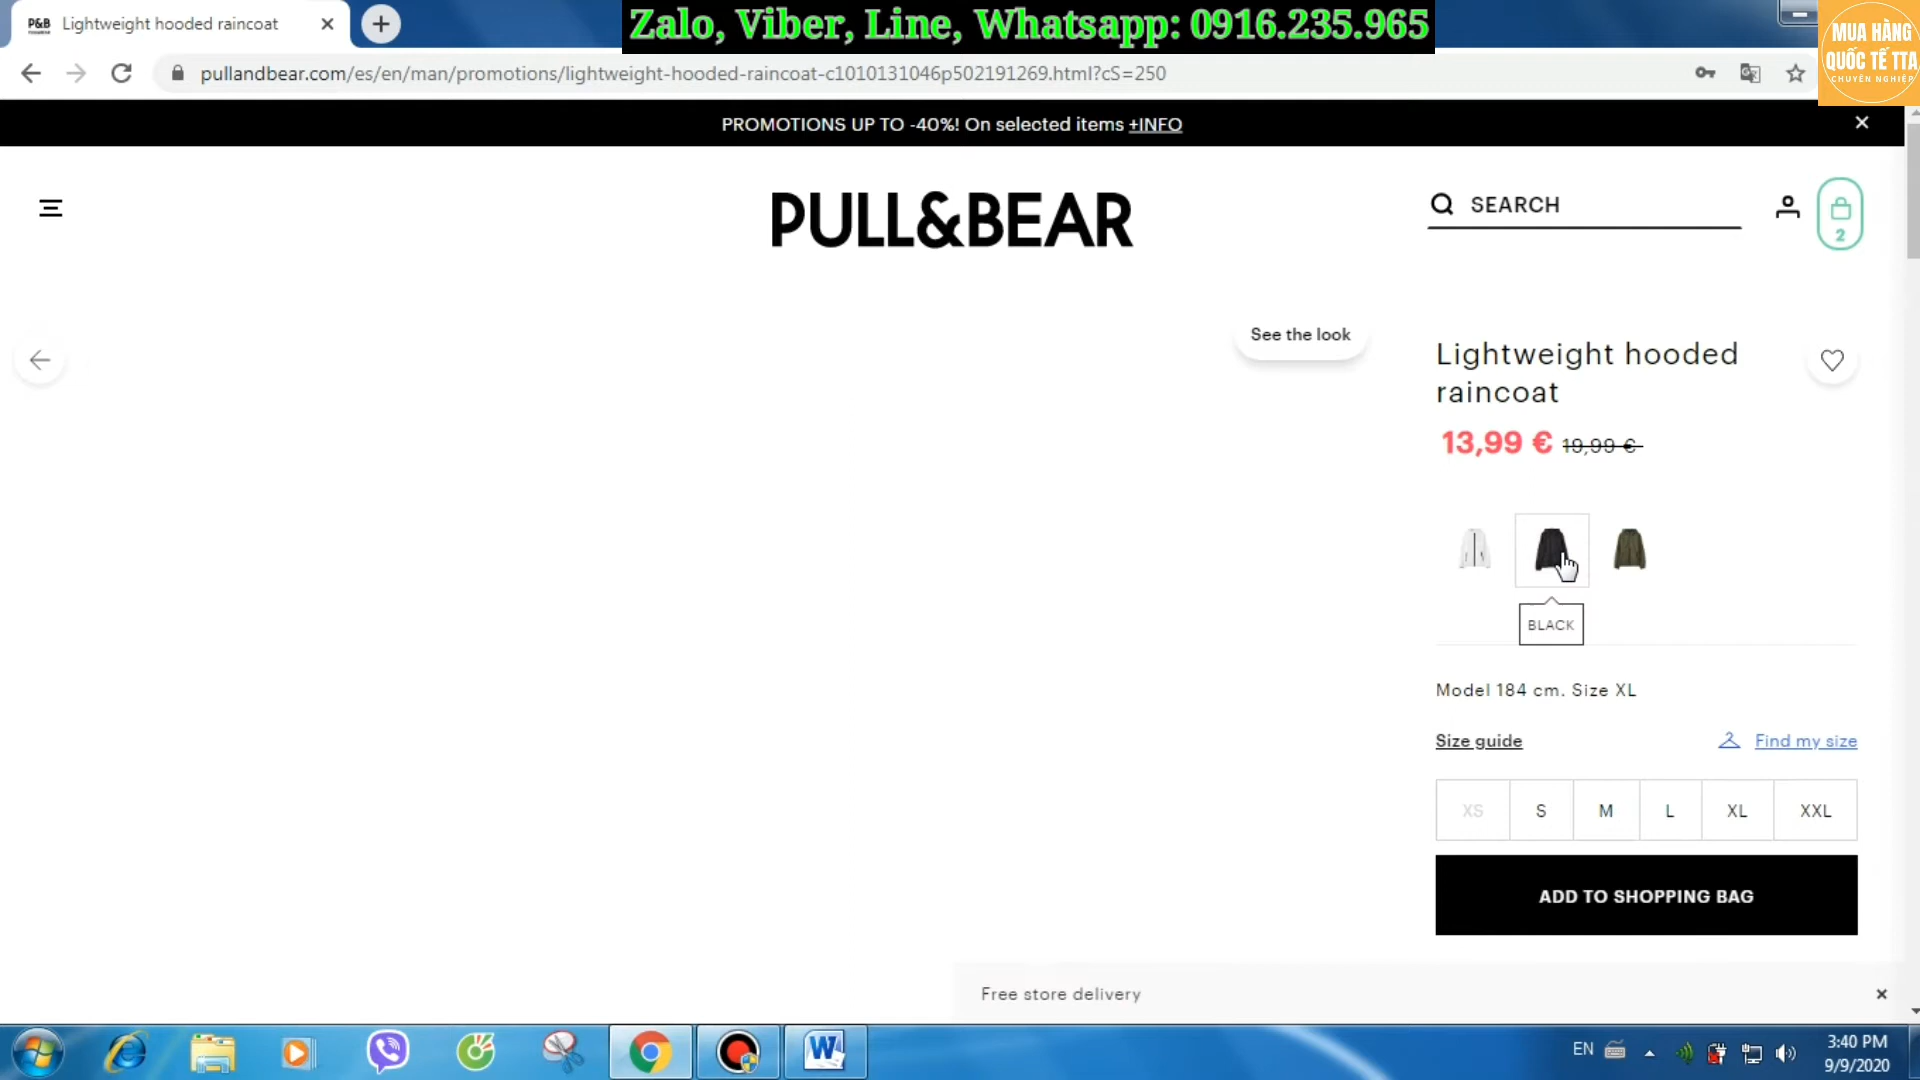 P&B Lightweight hooded raincoat
Zalo, Viber, Line, Whatsapp: 0916.235.965
MUA HÀNG
QUỐC TẾ TTA
CHUYÊN NGHIỆP
pullandbear.com/es/en/man/promotions/lightweight-hooded-raincoat-c1010131046p502191269.html?cS=250
PROMOTIONS UP TO -40%! On selected items +INFO
PULL&BEAR
SEARCH
2
See the look
Lightweight hooded
raincoat
13,99 € 19,99 €
BLACK
Model 184 cm. Size XL
Size guide
Find my size
XS S M L XL XXL
ADD TO SHOPPING BAG
Free store delivery
EN
3:40 PM
9/9/2020